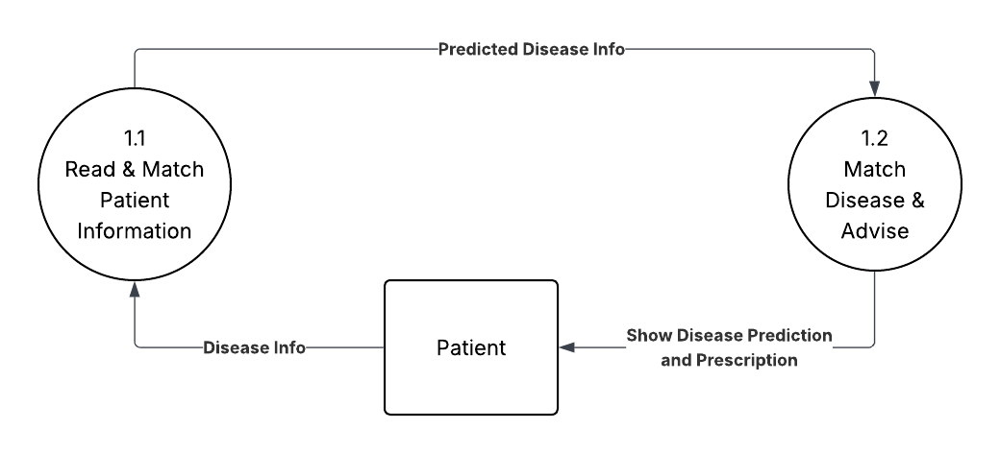 Predicted Disease Info
1.1
Read & Match
Patient
Information
1.2
Match
Disease &
Advise
Disease Info
Patient
Show Disease Prediction
and Prescription